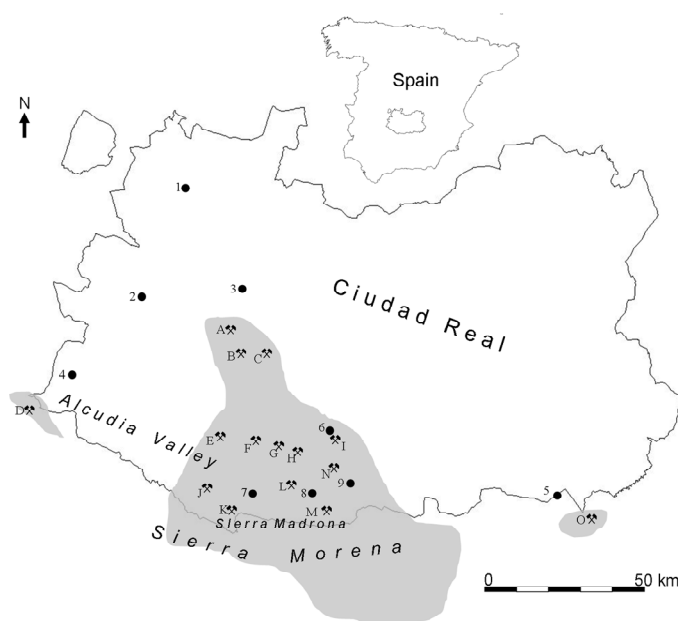 Spain
N
1
2
3
Ciudad Real
A
B
C
4
D
Alcudia Valley
E
F
G
H
6
I
N
J
7
L
8
9
5
K
Sierra Madrona
M
O
Sierra Morena
0
50 km